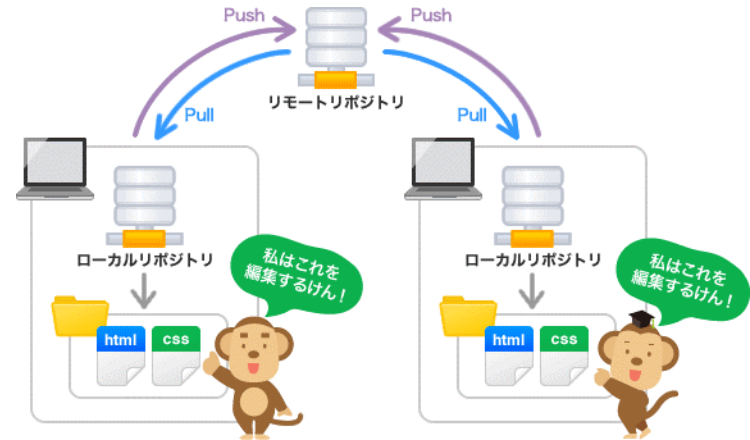 Push
Push
Pull
Pull
リモートリポジトリ
ローカルリポジトリ
ローカルリポジトリ
私はこれを
編集するけん！
私はこれを
編集するけん！
html
css
html
css